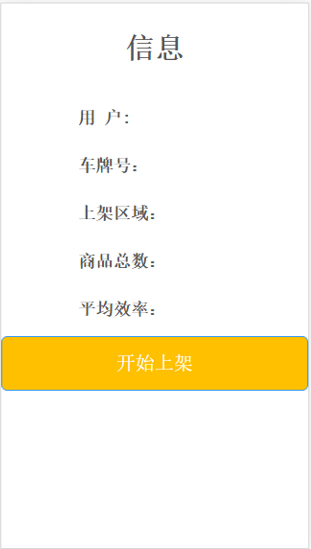 信息
用 户：
车牌号：
上架区域：
商品总数：
平均效率：
开始上架